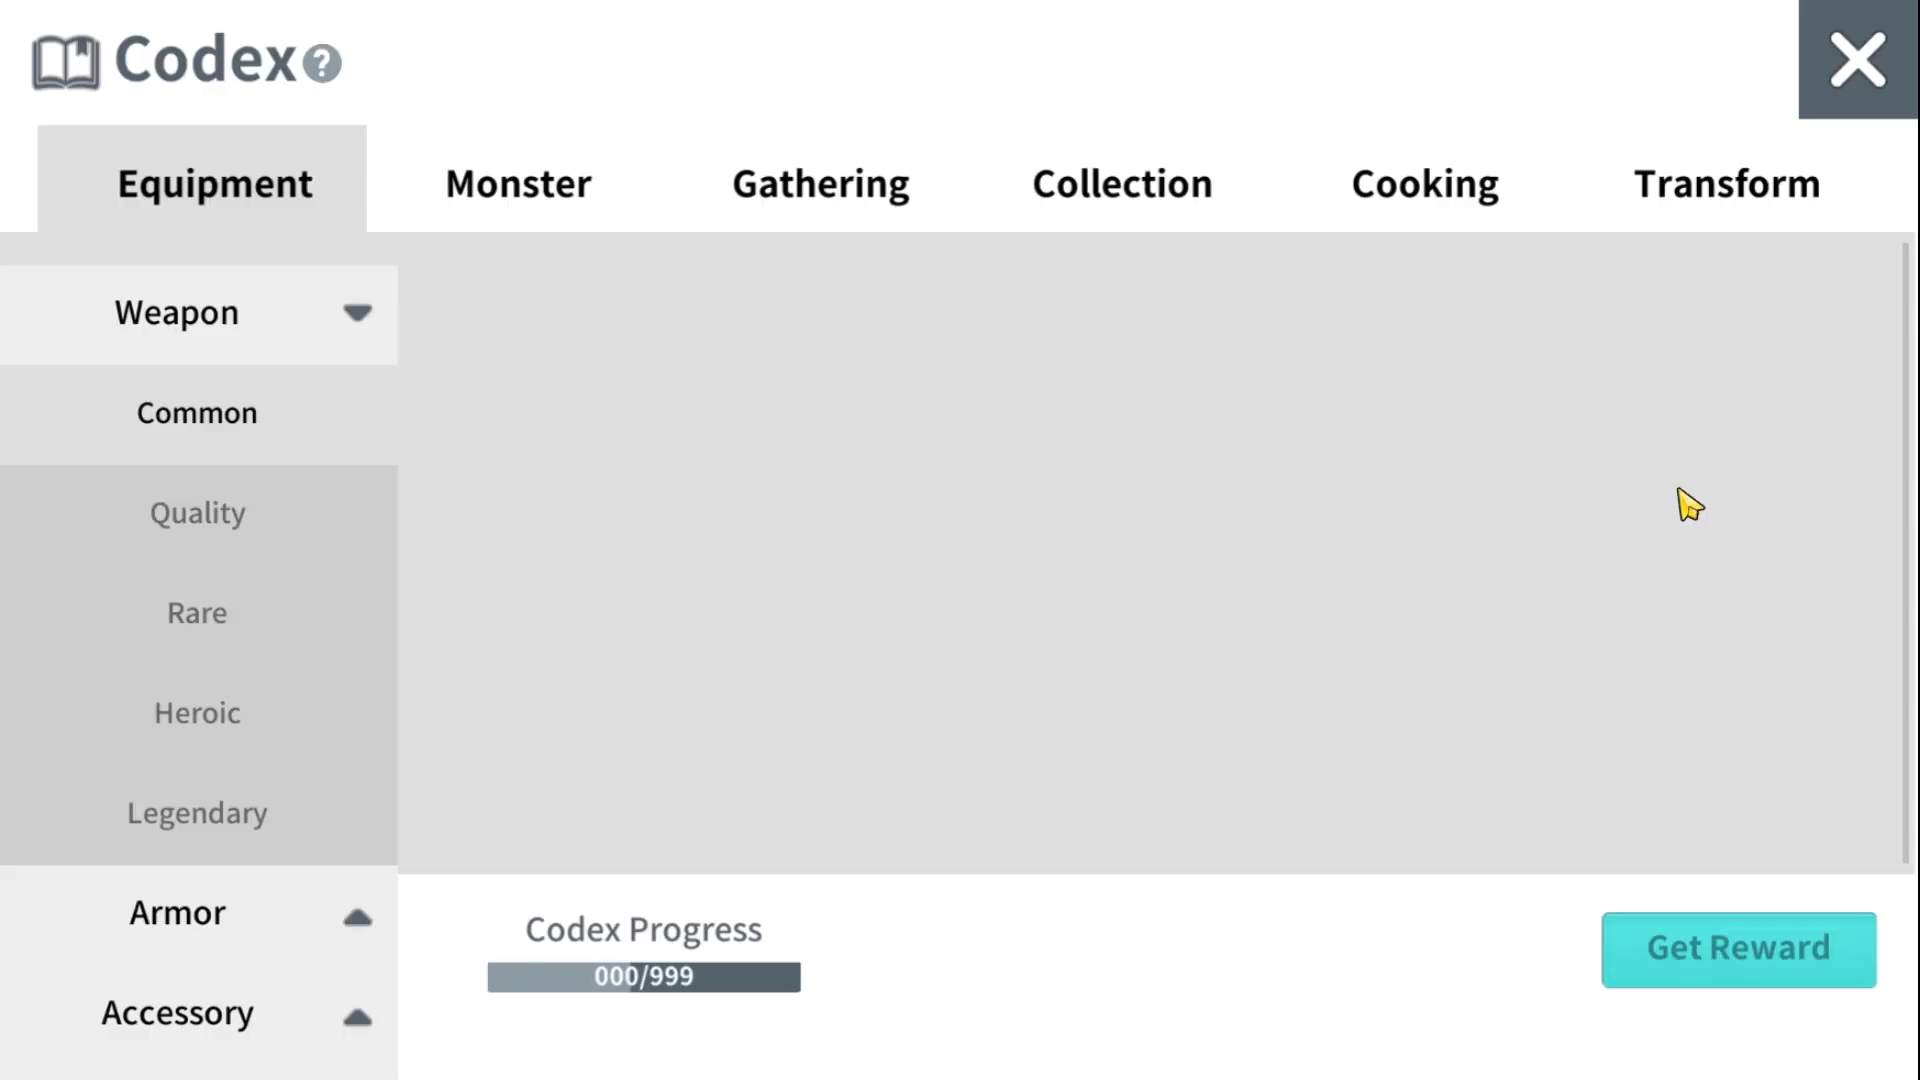 Codex
?
Equipment
Monster
Gathering
Collection
Cooking
Transform
Weapon
Common
Quality
Rare
Heroic
Legendary
Armor
Accessory
Codex Progress
000/999
Get Reward